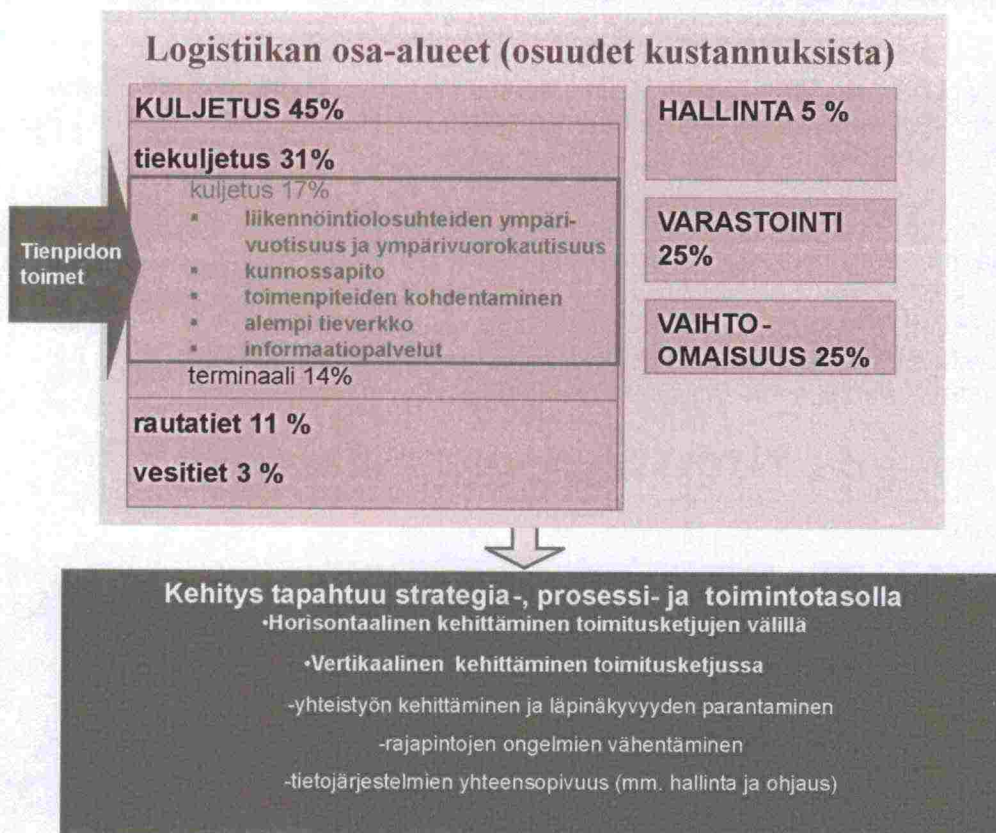 Logistiikan osa-alueet (osuudet kustannuksista)
KULJETUS 45%
tiekuljetus 31%
kuljetus 17%
▪ liikennöintiolosuhteiden ympäri-
vuotisuus ja ympärivuorokautisuus
▪ kunnossapito
▪ toimenpiteiden kohdentaminen
▪ alempi tieverkko
▪ informaatiopalvelut
terminaali 14%
rautatiet 11 %
vesitiet 3 %
Tienpidon
toimet
HALLINTA 5 %
VARASTOINTI
25%
VAIHTO-
OMAISUUS 25%
Kehitys tapahtuu strategia-, prosessi- ja toimintotasolla
•Horisontaalinen kehittäminen toimitusketjujen välillä
•Vertikaalinen kehittäminen toimitusketjussa
-yhteistyön kehittäminen ja läpinäkyvyyden parantaminen
-rajapintojen ongelmien vähentäminen
-tietojärjestelmien yhteensopivuus (mm. hallinta ja ohjaus)